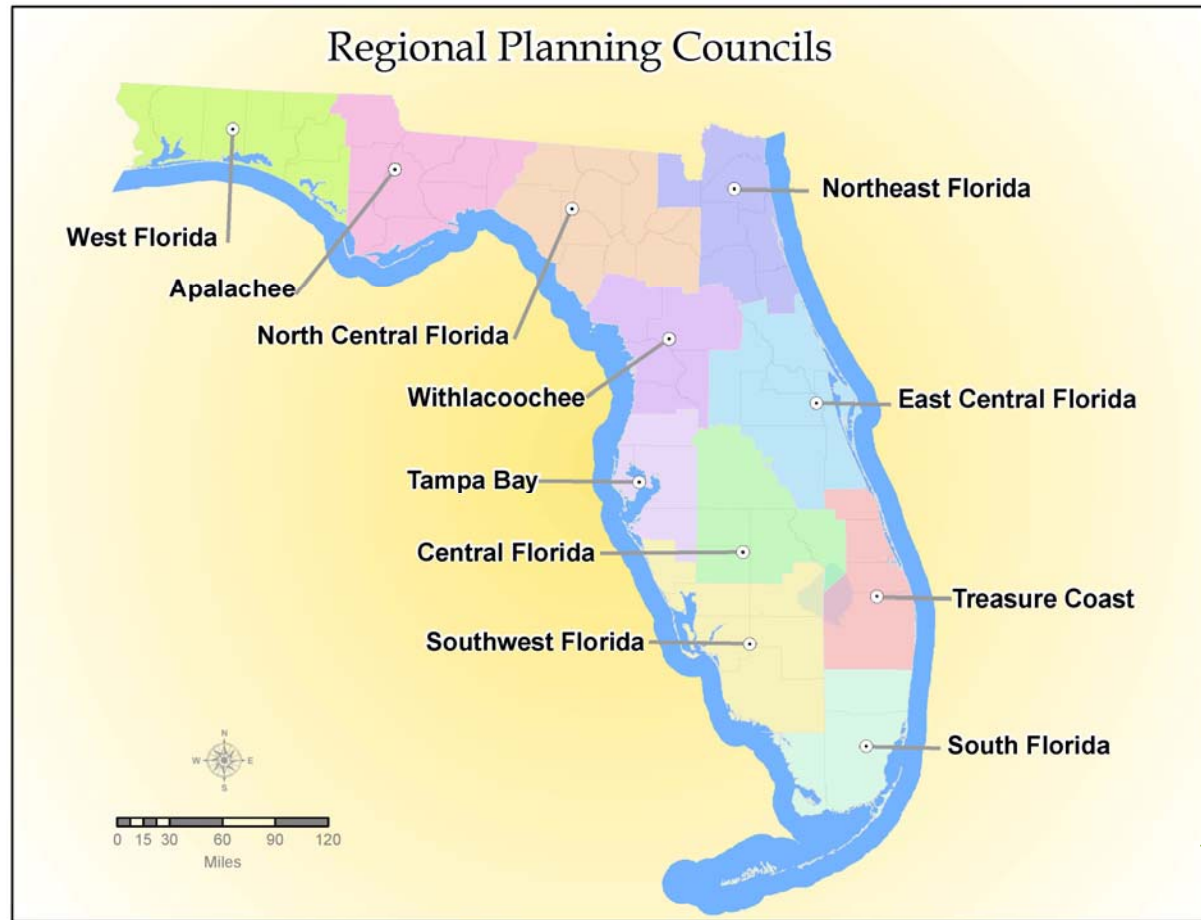 Regional Planning Councils
Northeast Florida
West Florida
Apalachee
North Central Florida
Withlacoochee
East Central Florida
Tampa Bay
Central Florida
Treasure Coast
Southwest Florida
South Florida
N
W E
S
0 15 30 60 90 120
Miles